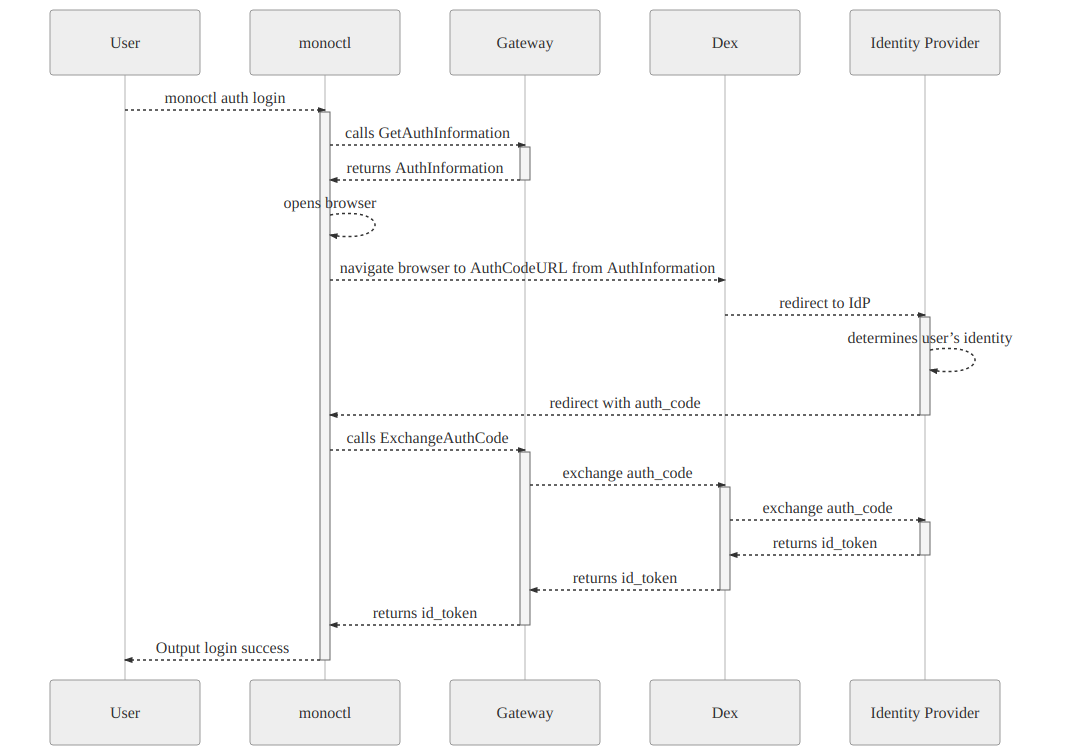 User
monoctl
Gateway
Dex
Identity Provider
monoctl auth login
calls GetAuthInformation
returns AuthInformation
opens browser
navigate browser to AuthCodeURL from AuthInformation
redirect to IdP
determines user’s identity
redirect with auth_code
calls ExchangeAuthCode
exchange auth_code
exchange auth_code
returns id_token
returns id_token
returns id_token
Output login success
User
monoctl
Gateway
Dex
Identity Provider